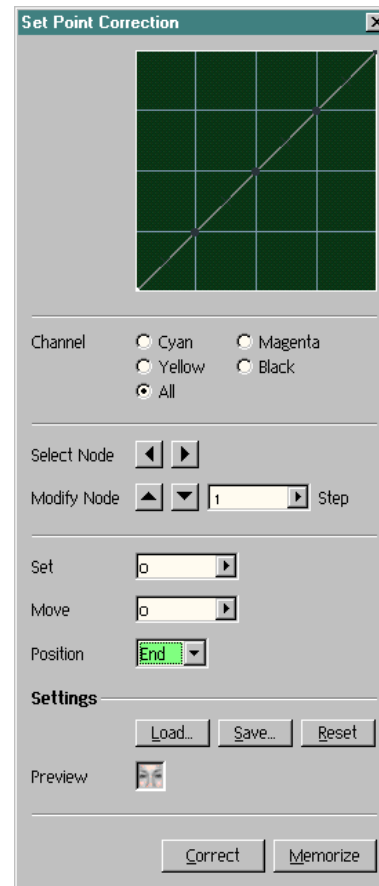 Set Point Correction
Channel Cyan Magenta
Yellow Black
All
Select Node
Modify Node 1 Step
Set 0
Move 0
Position End
Settings
Load... Save... Reset
Preview
Correct Memorize